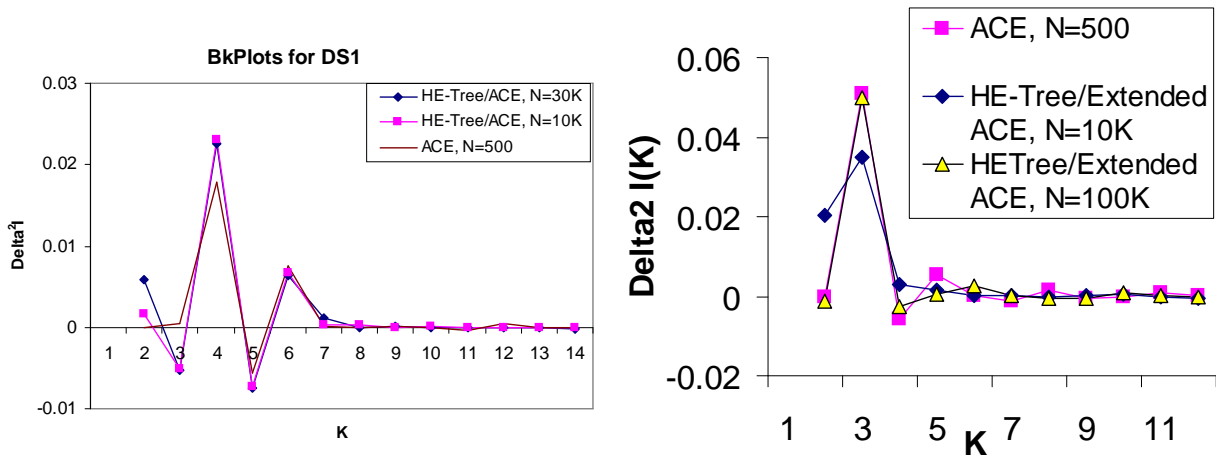 BkPlots for DS1
Delta²I
0.03
0.02
0.01
0
-0.01
1 2 3 4 5 6 7 8 9 10 11 12 13 14
K
HE-Tree/ACE, N=30K
HE-Tree/ACE, N=10K
ACE, N=500
Delta2 I(K)
0.06
0.04
0.02
0
-0.02
1 3 5 7 9 11
K
ACE, N=500
HE-Tree/Extended
ACE, N=10K
HETree/Extended
ACE, N=100K